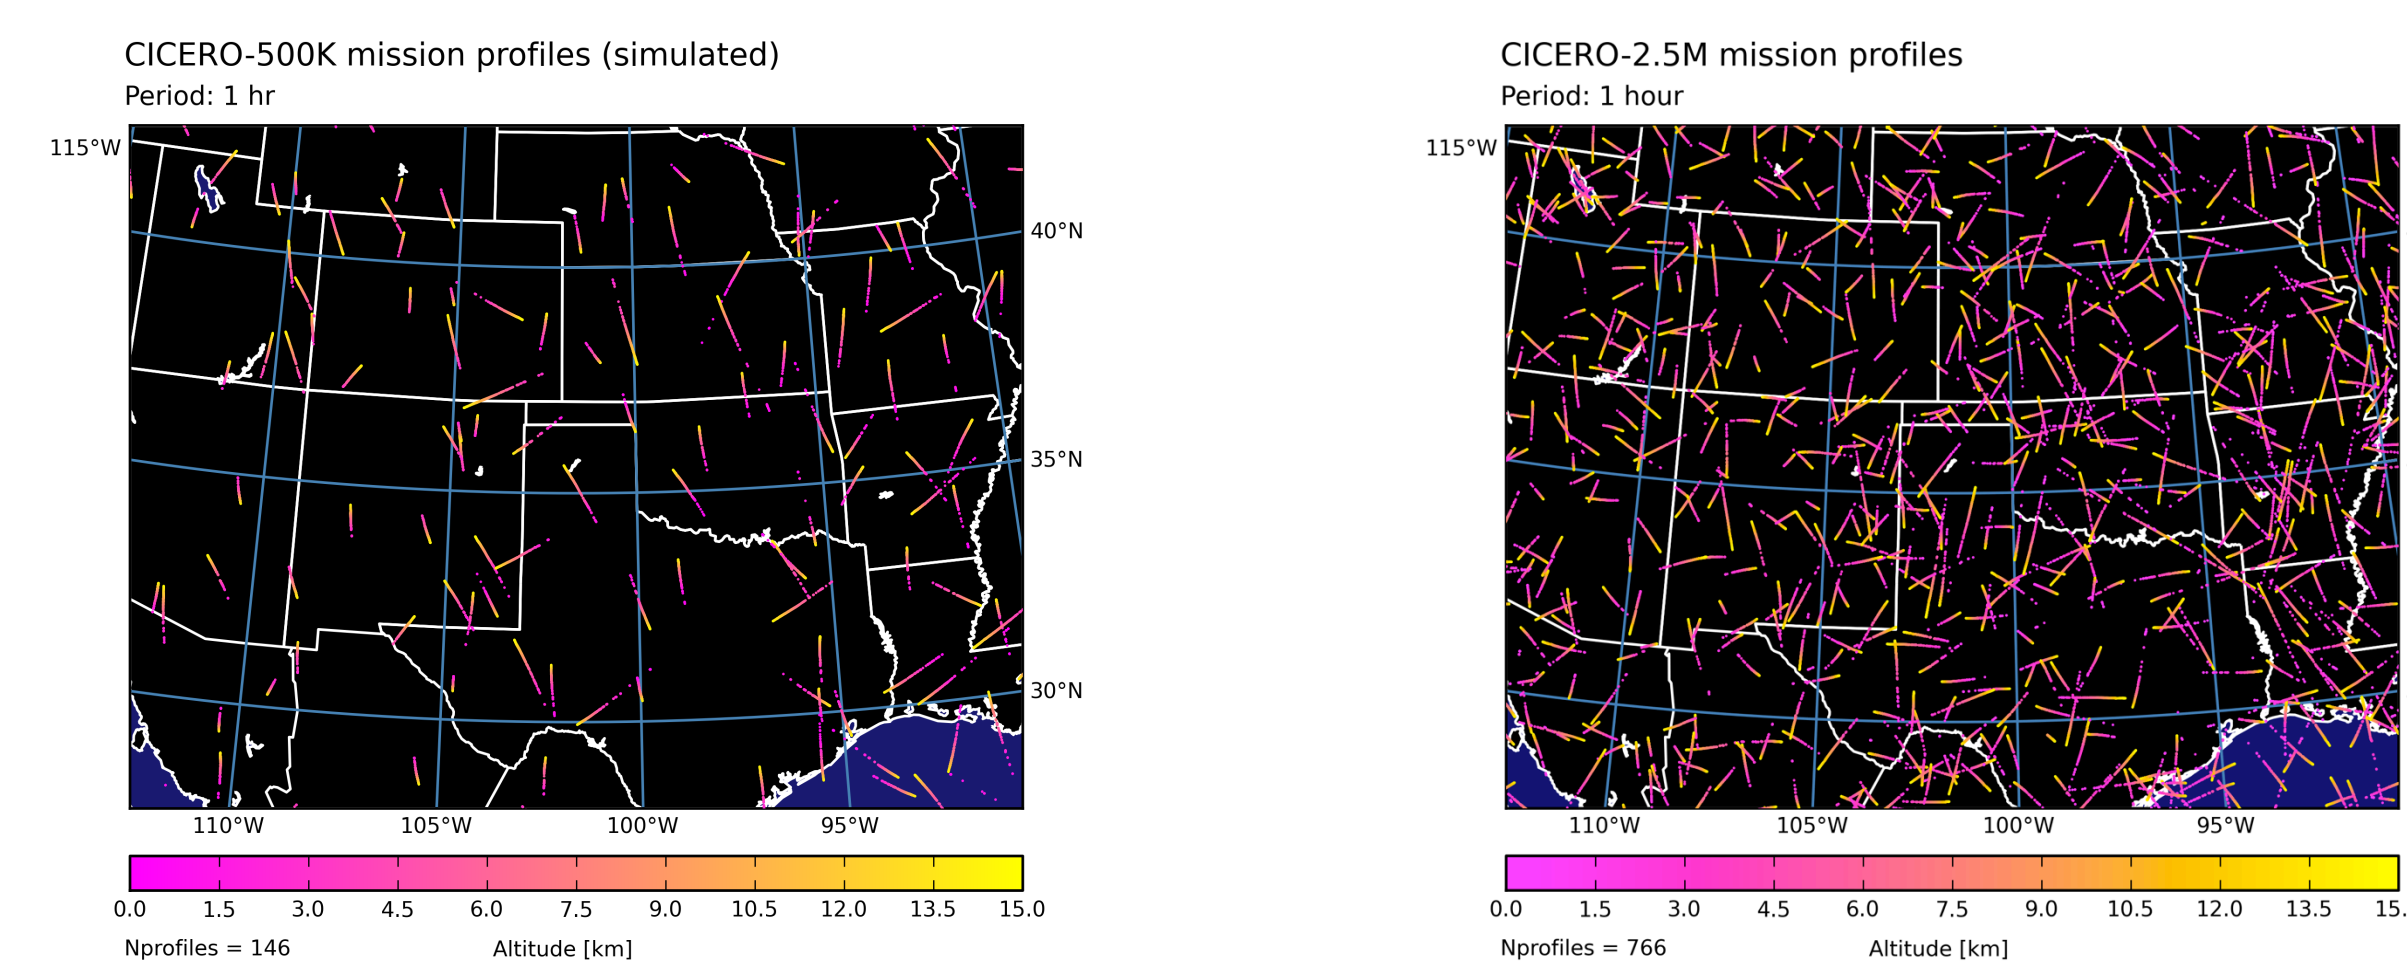 CICERO-500K mission profiles (simulated)
Period: 1 hr
115°W
40°N
35°N
30°N
110°W 105°W 100°W 95°W
0.0 1.5 3.0 4.5 6.0 7.5 9.0 10.5 12.0 13.5 15.0
Nprofiles = 146 Altitude [km]
CICERO-2.5M mission profiles
Period: 1 hour
115°W
110°W 105°W 100°W 95°W
0.0 1.5 3.0 4.5 6.0 7.5 9.0 10.5 12.0 13.5 15.
Nprofiles = 766 Altitude [km]